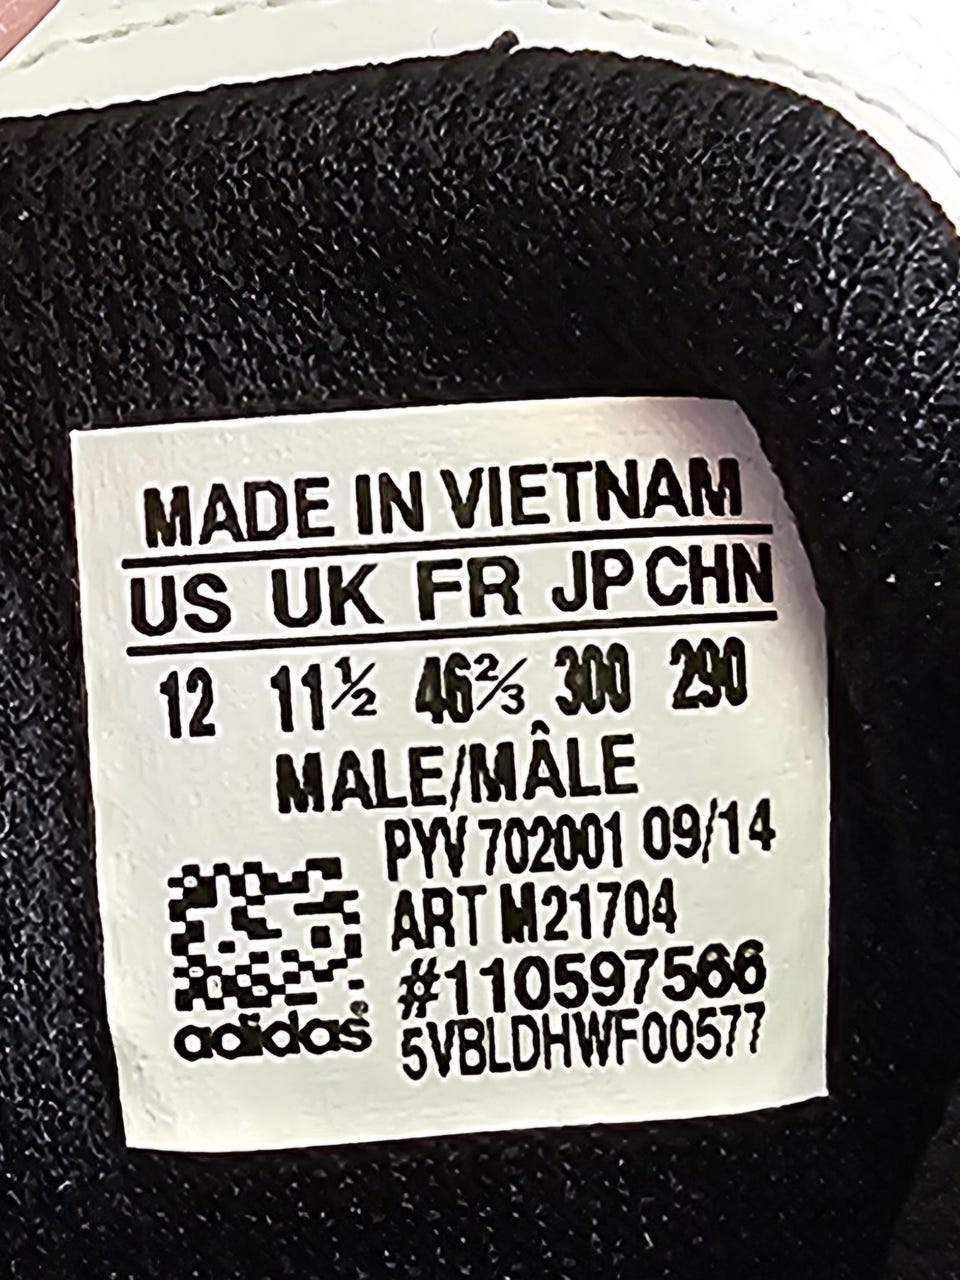 MADE IN VIETNAM
US UK FR JP CHN
12 11½ 46⅔ 300 290
MALE/MÂLE
PYV 702001 09/14
ART M21704
#110597566
adidas® 5VBLDHWF00577